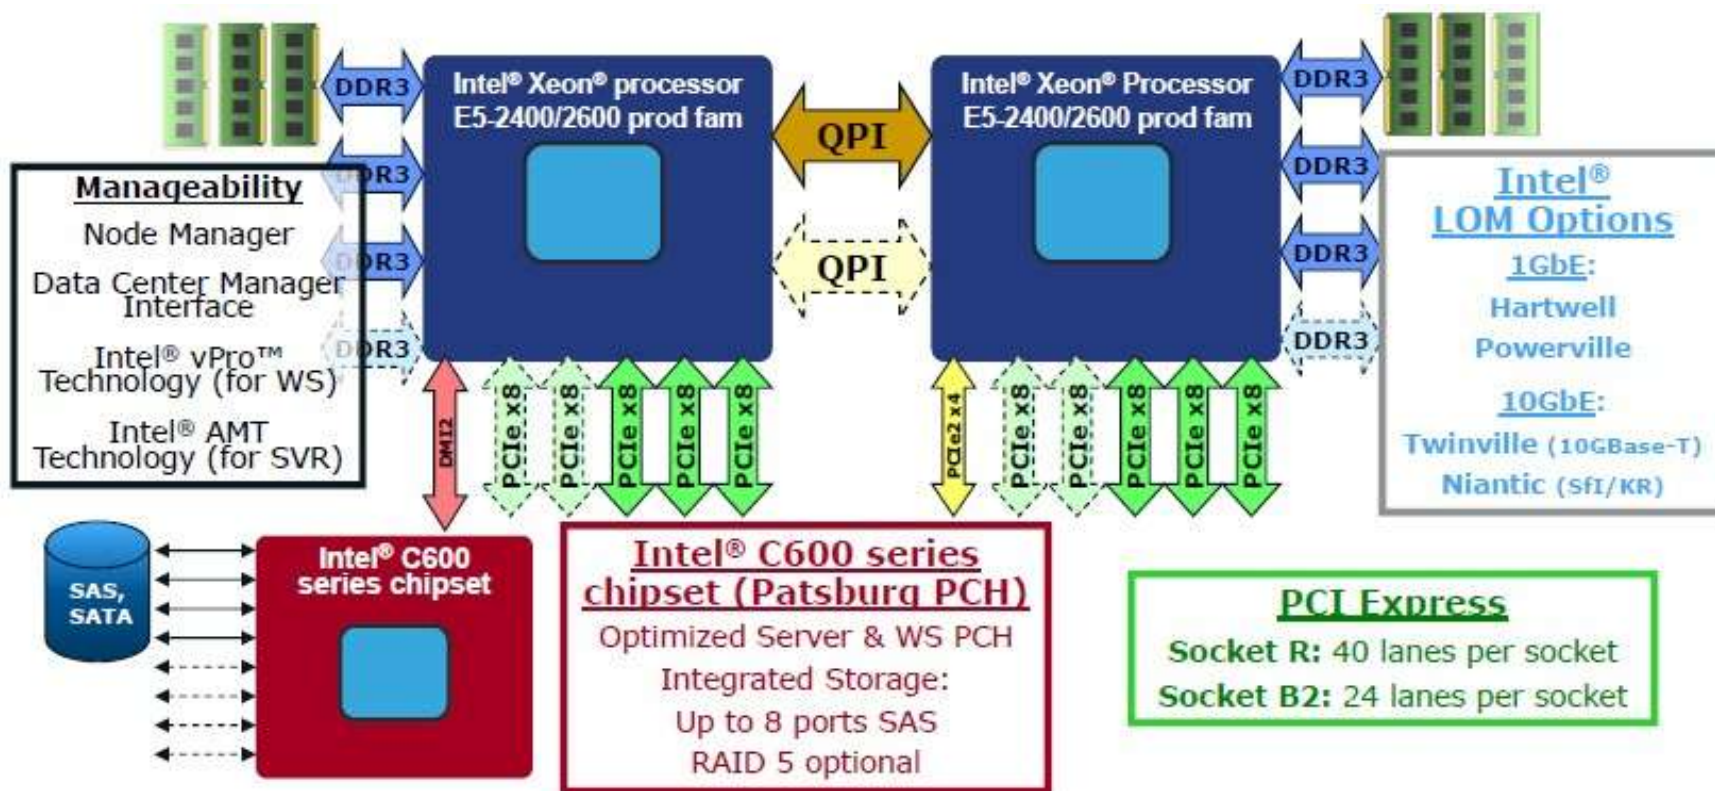 DDR3
DDR3
DDR3
DDR3
Intel® Xeon® processor
E5-2400/2600 prod fam
QPI
QPI
Intel® Xeon® Processor
E5-2400/2600 prod fam
DDR3
DDR3
DDR3
DDR3
Manageability
Node Manager
Data Center Manager
Interface
Intel® vPro™
Technology (for WS)
Intel® AMT
Technology (for SVR)
Intel®
LOM Options
1GbE:
Hartwell
Powerville
10GbE:
Twinville (10GBase-T)
Niantic (SfI/KR)
DMI2
PCIe x8
PCIe x8
PCIe x8
PCIe x8
PCIe x8
PCIe2 x4
PCIe x8
PCIe x8
PCIe x8
PCIe x8
PCIe x8
SAS,
SATA
Intel® C600
series chipset
Intel® C600 series
chipset (Patsburg PCH)
Optimized Server & WS PCH
Integrated Storage:
Up to 8 ports SAS
RAID 5 optional
PCI Express
Socket R: 40 lanes per socket
Socket B2: 24 lanes per socket